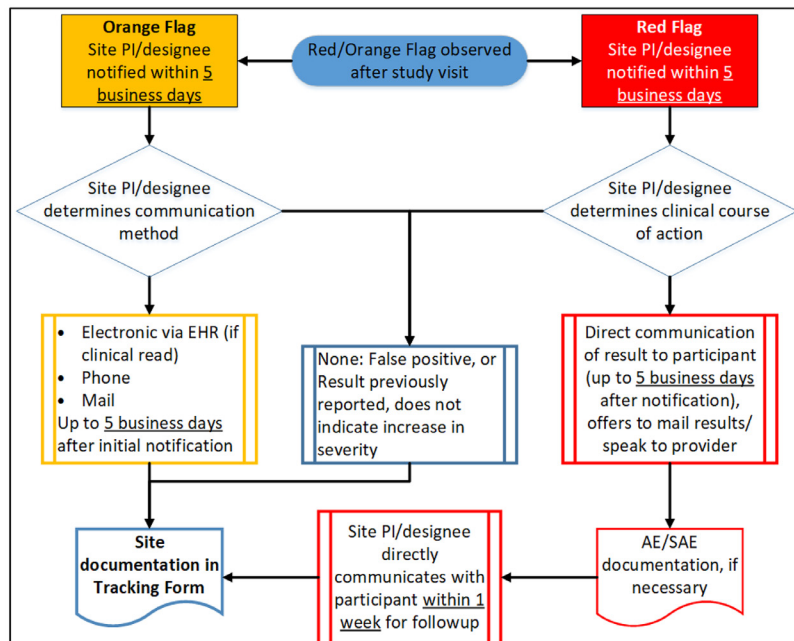 Orange Flag
Site PI/designee
notified within 5
business days
Red/Orange Flag observed
after study visit
Red Flag
Site PI/designee
notified within 5
business days
Site PI/designee
determines communication
method
Site PI/designee
determines clinical course
of action
• Electronic via EHR (if
clinical read)
• Phone
• Mail
Up to 5 business days
after initial notification
None: False positive, or
Result previously
reported, does not
indicate increase in
severity
Direct communication
of result to participant
(up to 5 business days
after notification),
offers to mail results/
speak to provider
Site
documentation in
Tracking Form
Site PI/designee
directly
communicates with
participant within 1
week for followup
AE/SAE
documentation, if
necessary